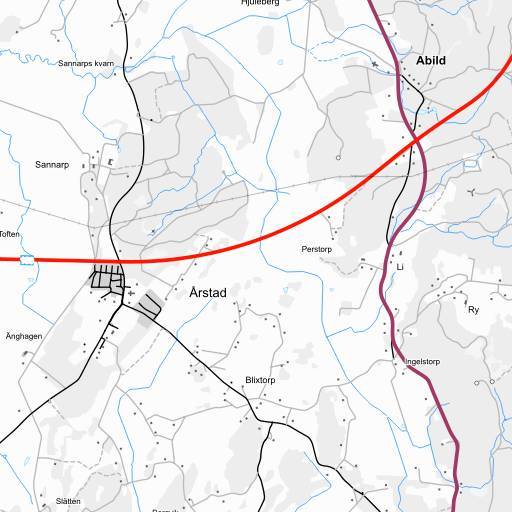 Hjuleberg
Abild
Sannarps kvarn
Sannarp
Toften
Perstorp
Li
Årstad
Ry
Änghagen
Ingelstorp
Blixtorp
Slätten